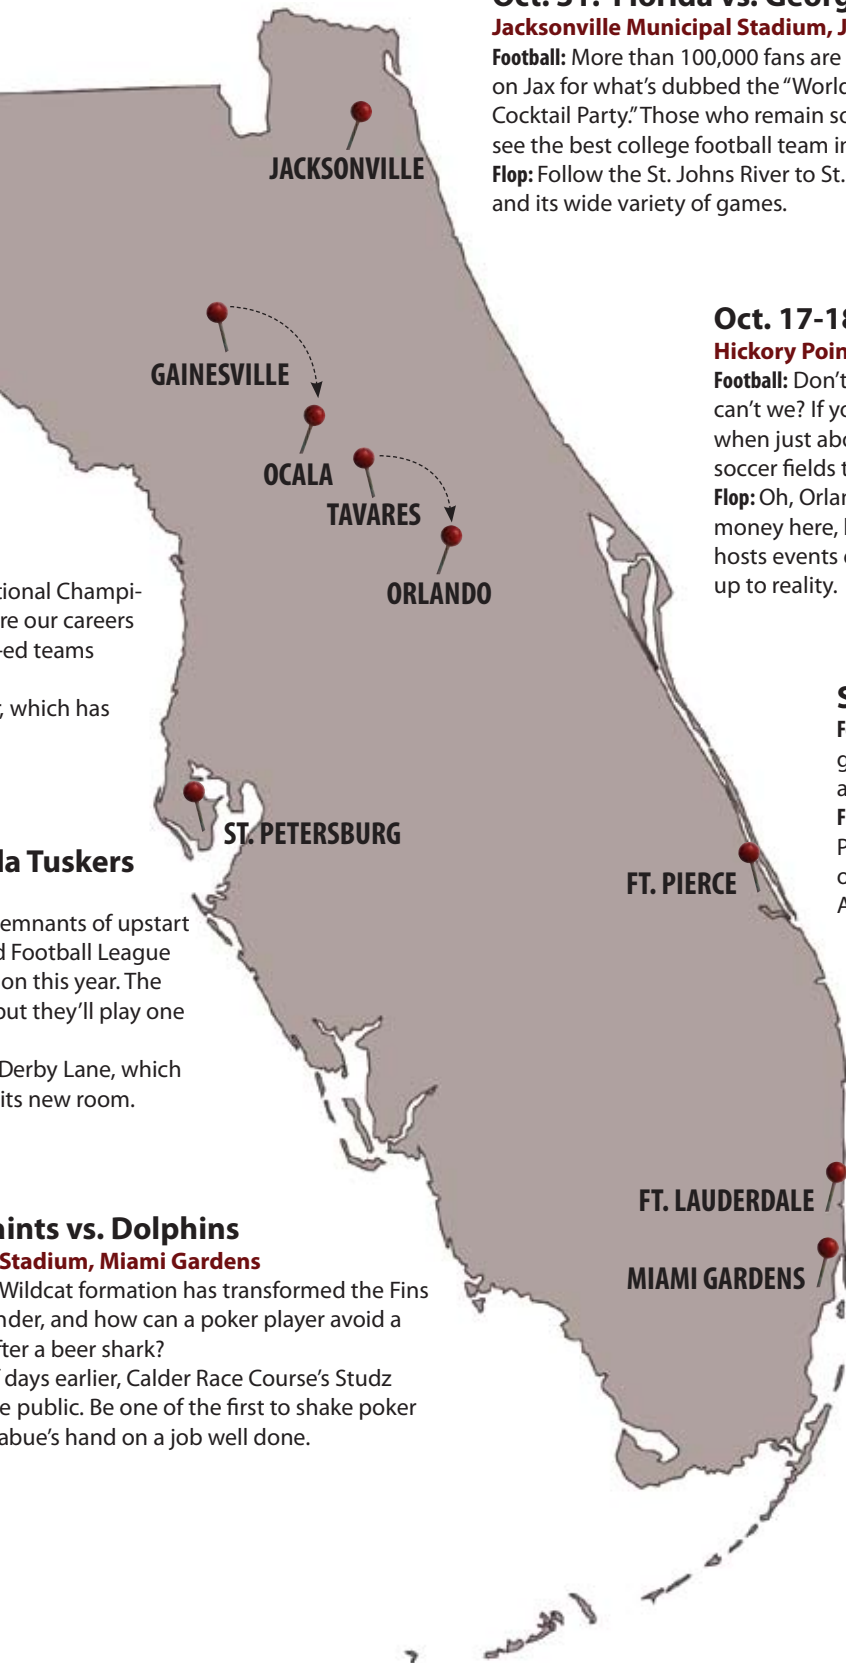 Oct. 31: Florida vs. Georg
Jacksonville Municipal Stadium, J
Football: More than 100,000 fans are
on Jax for what's dubbed the “World
Cocktail Party.” Those who remain so
see the best college football team in
Flop: Follow the St. Johns River to St.
and its wide variety of games.
JACKSONVILLE
GAINESVILLE
OCALA
TAVARES
ORLANDO
Oct. 17-18
Hickory Poin
Football: Don't
can't we? If yo
when just abo
soccer fields t
Flop: Oh, Orlan
money here, b
hosts events o
up to reality.
tional Champi-
re our careers
-ed teams
, which has
S
F
g
a
F
P
o
A
ST. PETERSBURG
FT. PIERCE
la Tuskers
emnants of upstart
d Football League
on this year. The
but they'll play one
Derby Lane, which
its new room.
FT. LAUDERDALE
MIAMI GARDENS
aints vs. Dolphins
Stadium, Miami Gardens
Wildcat formation has transformed the Fins
nder, and how can a poker player avoid a
fter a beer shark?
f days earlier, Calder Race Course's Studz
e public. Be one of the first to shake poker
abue's hand on a job well done.